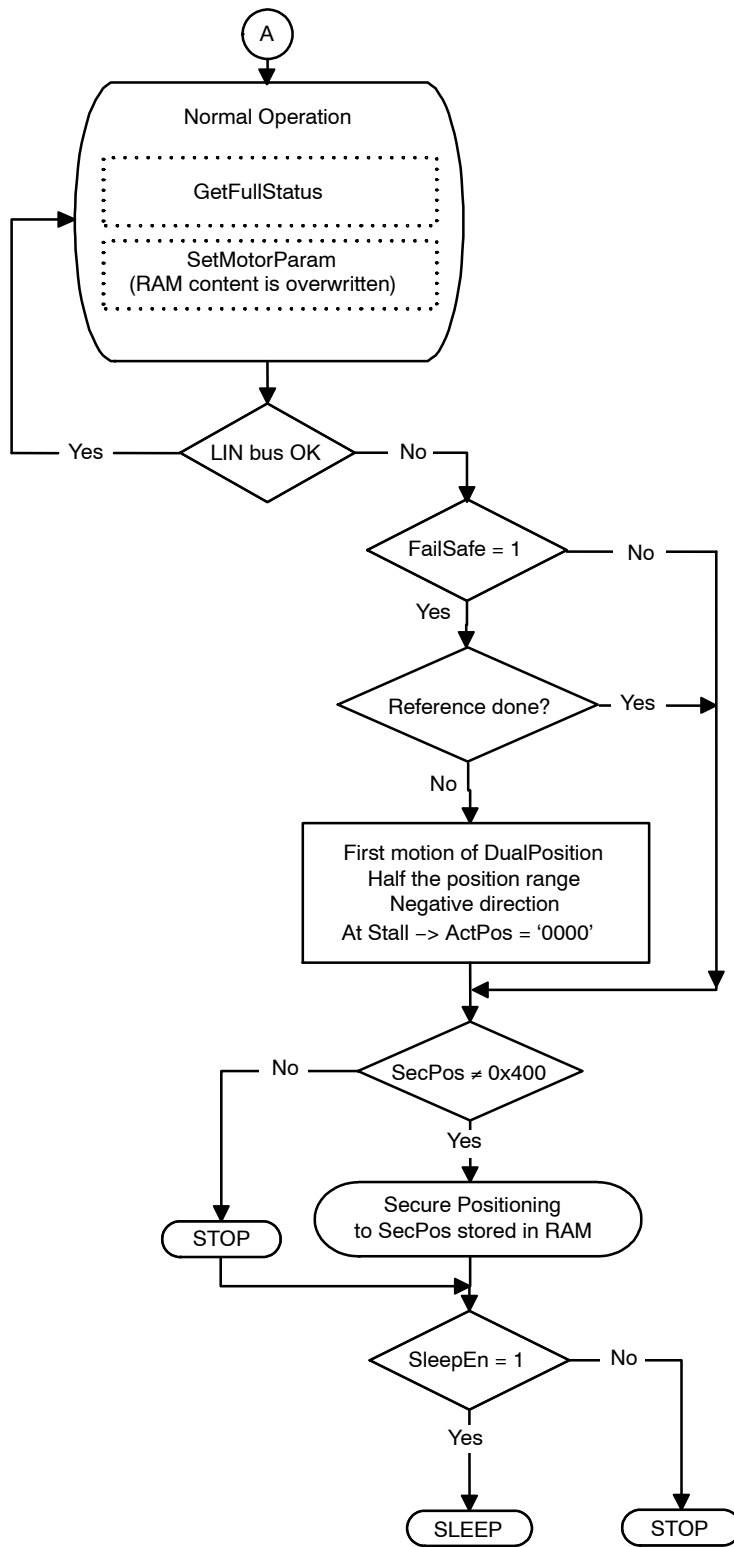 A
Normal Operation
GetFullStatus
SetMotorParam
(RAM content is overwritten)
Yes
LIN bus OK
No
FailSafe = 1
No
Yes
Reference done?
Yes
No
First motion of DualPosition
Half the position range
Negative direction
At Stall −> ActPos = ‘0000’
No
SecPos ≠ 0x400
Yes
Secure Positioning
to SecPos stored in RAM
STOP
SleepEn = 1
No
Yes
SLEEP
STOP